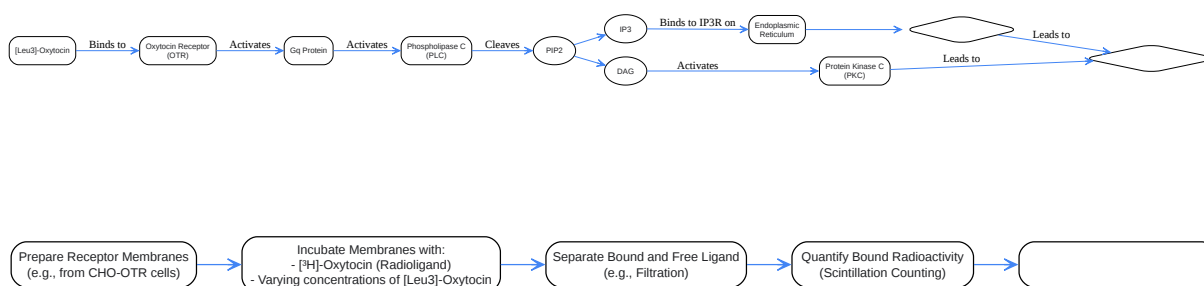 [Leu3]-Oxytocin
Binds to
Oxytocin Receptor
(OTR)
Activates
Gq Protein
Activates
Phospholipase C
(PLC)
Cleaves
PIP2
IP3
Binds to IP3R on
Endoplasmic
Reticulum
Leads to
DAG
Activates
Protein Kinase C
(PKC)
Leads to
Prepare Receptor Membranes
(e.g., from CHO-OTR cells)
Incubate Membranes with:
- [³H]-Oxytocin (Radioligand)
- Varying concentrations of [Leu3]-Oxytocin
Separate Bound and Free Ligand
(e.g., Filtration)
Quantify Bound Radioactivity
(Scintillation Counting)